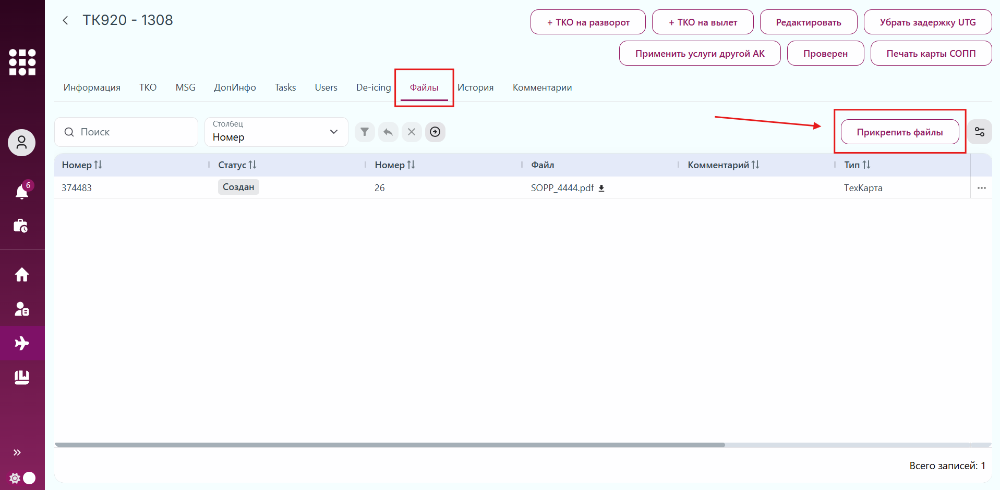 ТК920 - 1308
+ ТКО на разворот
+ ТКО на вылет
Редактировать
Убрать задержку UTG
Применить услуги другой АК
Проверен
Печать карты СОПП
Информация ТКО MSG ДопИнфо Tasks Users De-icing Файлы История Комментарии
Поиск
Столбец
Номер
Прикрепить файлы
Номер Статус Номер Файл Комментарий Тип
374483 Создан 26 SOPP_4444.pdf ТехКарта
6
Всего записей: 1